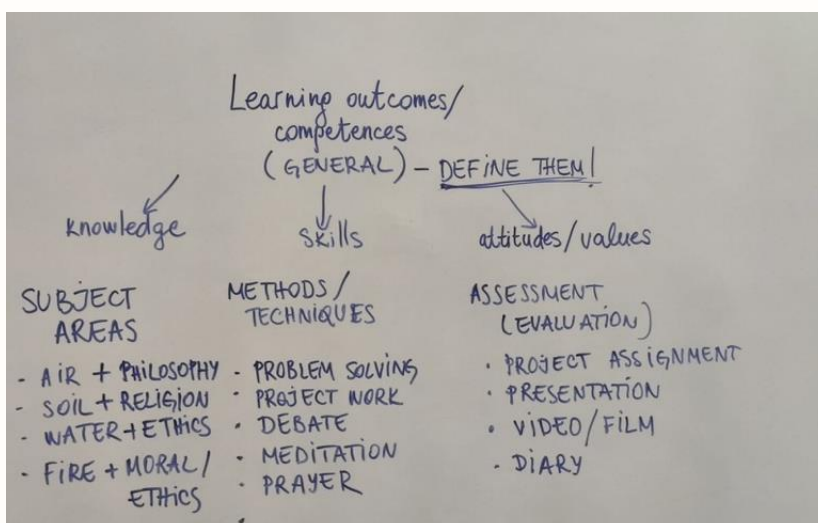 Learning outcomes/
competences
(GENERAL) - DEFINE THEM!
knowledge
skills
attitudes/values
SUBJECT
AREAS
- AIR + PHILOSOPHY
- SOIL + RELIGION
- WATER + ETHICS
- FIRE + MORAL/
ETHICS
METHODS/
TECHNIQUES
- PROBLEM SOLVING
- PROJECT WORK
- DEBATE
- MEDITATION
- PRAYER
ASSESSMENT
(EVALUATION)
- PROJECT ASSIGNMENT
- PRESENTATION
- VIDEO/FILM
- DIARY